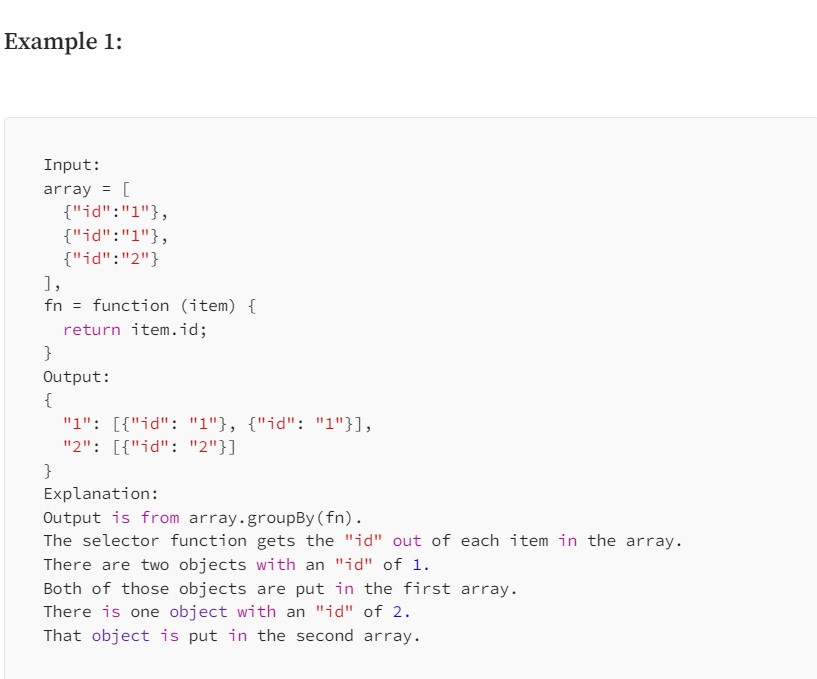 Example 1:
Input:
array = [
  {"id":"1"},
  {"id":"1"},
  {"id":"2"}
],
fn = function (item) {
  return item.id;
}
Output:
{
  "1": [{"id": "1"}, {"id": "1"}],
  "2": [{"id": "2"}]
}
Explanation:
Output is from array.groupBy(fn).
The selector function gets the "id" out of each item in the array.
There are two objects with an "id" of 1.
Both of those objects are put in the first array.
There is one object with an "id" of 2.
That object is put in the second array.